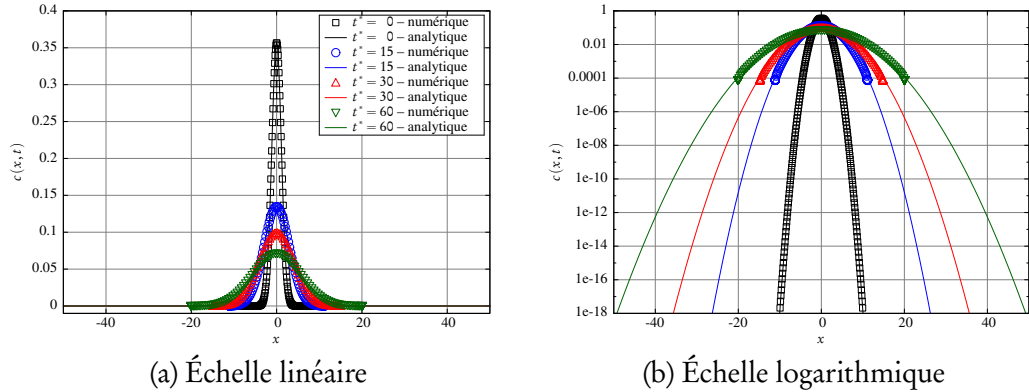 0.4
0.35
0.3
0.25
0.2
0.15
0.1
0.05
0
c(x,t)
-40
-20
0
20
40
x
t* = 0 – numérique
t* = 0 – analytique
t* = 15 – numérique
t* = 15 – analytique
t* = 30 – numérique
t* = 30 – analytique
t* = 60 – numérique
t* = 60 – analytique
(a) Échelle linéaire
1
0.01
0.0001
1e-06
1e-08
1e-10
1e-12
1e-14
1e-16
1e-18
c(x,t)
-40
-20
0
20
40
x
(b) Échelle logarithmique